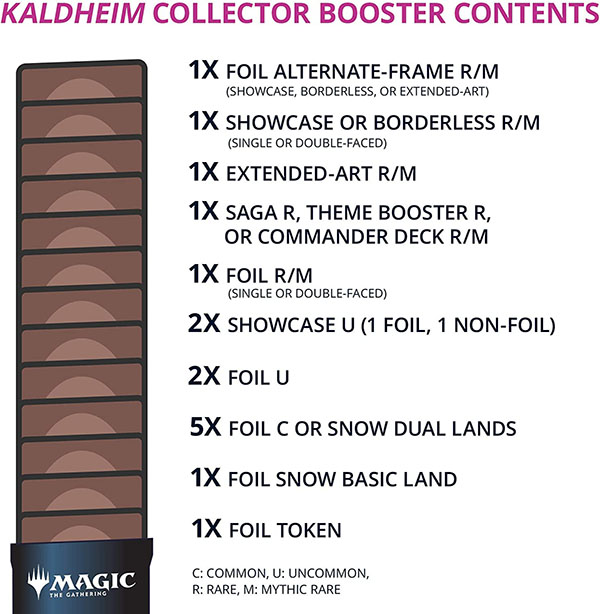 KALDHEIM COLLECTOR BOOSTER CONTENTS
1X FOIL ALTERNATE-FRAME R/M
(SHOWCASE, BORDERLESS, OR EXTENDED-ART)
1X SHOWCASE OR BORDERLESS R/M
(SINGLE OR DOUBLE-FACED)
1X EXTENDED-ART R/M
1X SAGA R, THEME BOOSTER R,
OR COMMANDER DECK R/M
1X FOIL R/M
(SINGLE OR DOUBLE-FACED)
2X SHOWCASE U (1 FOIL, 1 NON-FOIL)
2X FOIL U
5X FOIL C OR SNOW DUAL LANDS
1X FOIL SNOW BASIC LAND
1X FOIL TOKEN
C: COMMON, U: UNCOMMON,
R: RARE, M: MYTHIC RARE
MAGIC
THE GATHERING